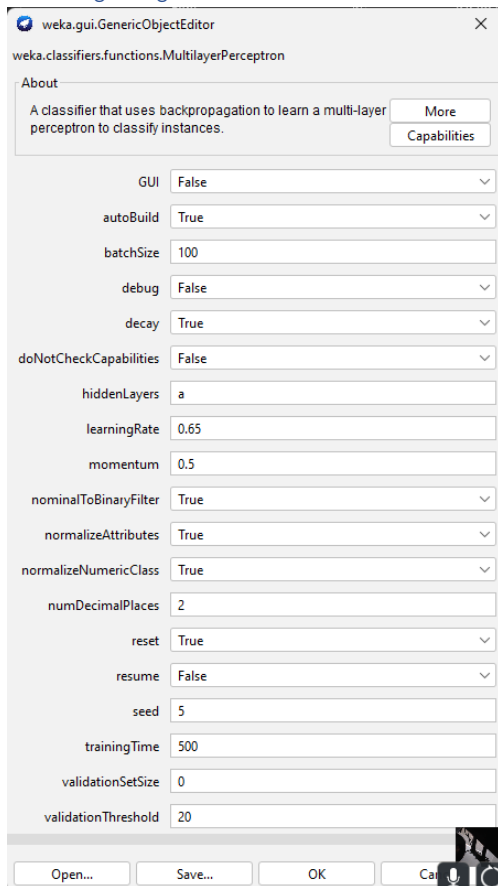 weka.gui.GenericObjectEditor
weka.classifiers.functions.MultilayerPerceptron
About
A classifier that uses backpropagation to learn a multi-layer
perceptron to classify instances.
More
Capabilities
GUI False
autoBuild True
batchSize 100
debug False
decay True
doNotCheckCapabilities False
hiddenLayers a
learningRate 0.65
momentum 0.5
nominalToBinaryFilter True
normalizeAttributes True
normalizeNumericClass True
numDecimalPlaces 2
reset True
resume False
seed 5
trainingTime 500
validationSetSize 0
validationThreshold 20
Open... Save... OK Ca